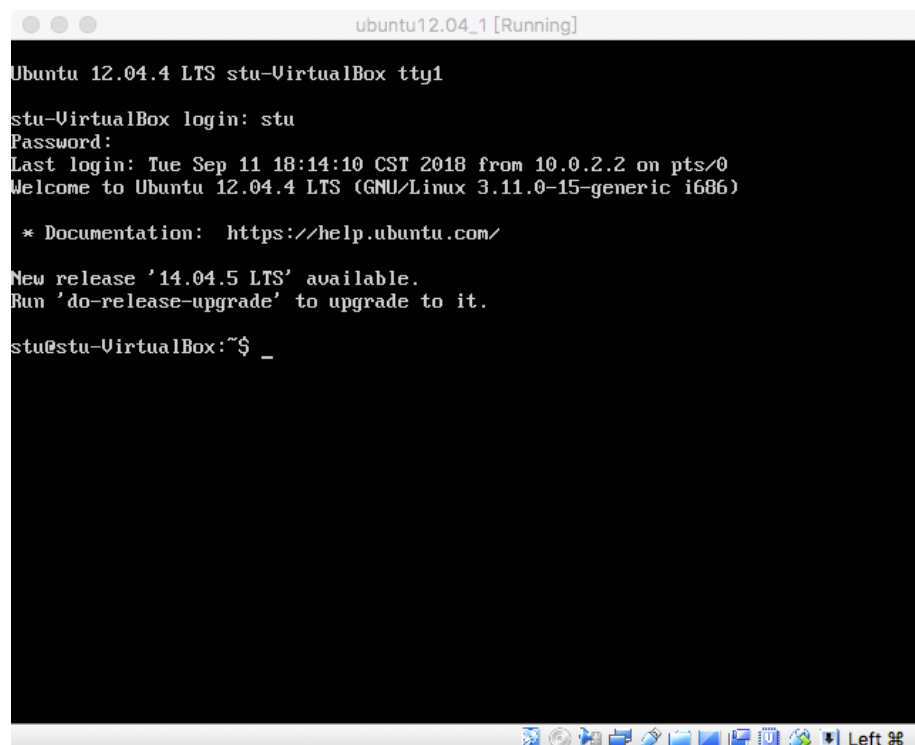 ubuntu12.04_1 [Running]
Ubuntu 12.04.4 LTS stu-VirtualBox tty1
stu-VirtualBox login: stu
Password:
Last login: Tue Sep 11 18:14:10 CST 2018 from 10.0.2.2 on pts/0
Welcome to Ubuntu 12.04.4 LTS (GNU/Linux 3.11.0-15-generic i686)
* Documentation:  https://help.ubuntu.com/
New release '14.04.5 LTS' available.
Run 'do-release-upgrade' to upgrade to it.
stu@stu-VirtualBox:~$ _
Left ⌘